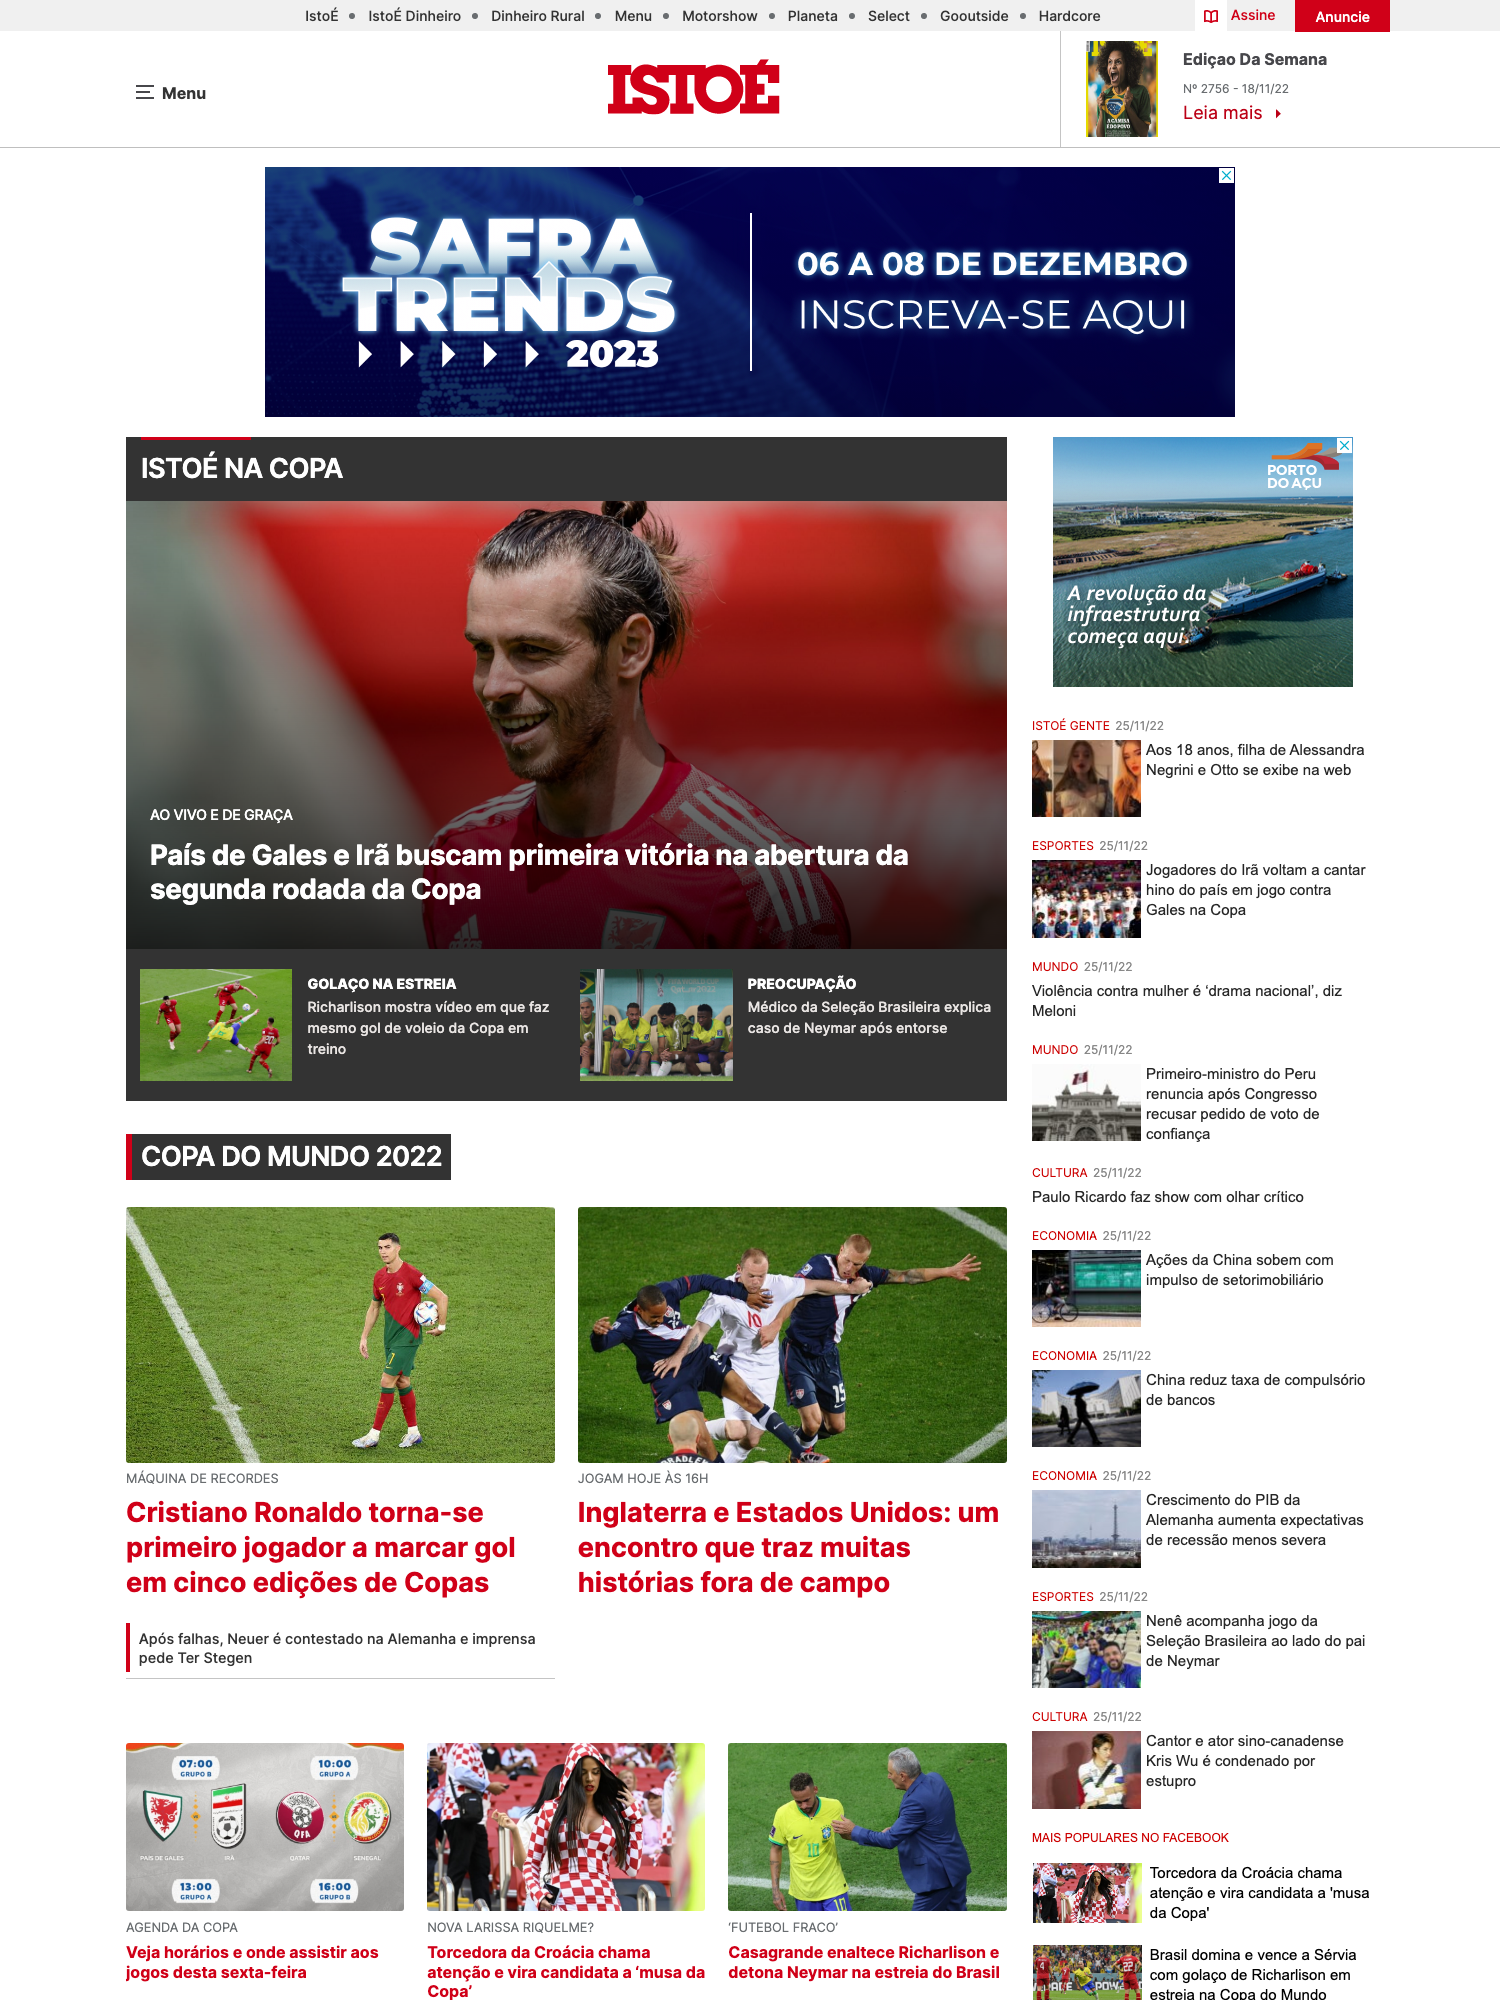 IstoÉ • IstoÉ Dinheiro • Dinheiro Rural • Menu • Motorshow • Planeta • Select • Gooutside • Hardcore
Assine
Anuncie
Menu
ISTOÉ
Ediçao Da Semana
Nº 2756 - 18/11/22
Leia mais
A CAMISA
É DO POVO
SAFRA
TRENDS
2023
06 A 08 DE DEZEMBRO
INSCREVA-SE AQUI
ISTOÉ NA COPA
AO VIVO E DE GRAÇA
País de Gales e Irã buscam primeira vitória na abertura da
segunda rodada da Copa
GOLAÇO NA ESTREIA
Richarlison mostra vídeo em que faz
mesmo gol de voleio da Copa em
treino
PREOCUPAÇÃO
Médico da Seleção Brasileira explica
caso de Neymar após entorse
COPA DO MUNDO 2022
MÁQUINA DE RECORDES
Cristiano Ronaldo torna-se
primeiro jogador a marcar gol
em cinco edições de Copas
Após falhas, Neuer é contestado na Alemanha e imprensa
pede Ter Stegen
10
15
BRADLEY
JOGAM HOJE ÀS 16H
Inglaterra e Estados Unidos: um
encontro que traz muitas
histórias fora de campo
07:00
GRUPO B
10:00
GRUPO A
QFA
PAÍS DE GALES
IRÃ
QATAR
SENEGAL
13:00
GRUPO A
16:00
GRUPO B
AGENDA DA COPA
Veja horários e onde assistir aos
jogos desta sexta-feira
NOVA LARISSA RIQUELME?
Torcedora da Croácia chama
atenção e vira candidata a ‘musa da
Copa’
10
‘FUTEBOL FRACO’
Casagrande enaltece Richarlison e
detona Neymar na estreia do Brasil
PORTO
DO AÇU
A revolução da
infraestrutura
começa aqui.
ISTOÉ GENTE 25/11/22
Aos 18 anos, filha de Alessandra
Negrini e Otto se exibe na web
ESPORTES 25/11/22
Jogadores do Irã voltam a cantar
hino do país em jogo contra
Gales na Copa
MUNDO 25/11/22
Violência contra mulher é ‘drama nacional’, diz
Meloni
MUNDO 25/11/22
Primeiro-ministro do Peru
renuncia após Congresso
recusar pedido de voto de
confiança
CULTURA 25/11/22
Paulo Ricardo faz show com olhar crítico
ECONOMIA 25/11/22
Ações da China sobem com
impulso de setorimobiliário
ECONOMIA 25/11/22
China reduz taxa de compulsório
de bancos
ECONOMIA 25/11/22
Crescimento do PIB da
Alemanha aumenta expectativas
de recessão menos severa
ESPORTES 25/11/22
Nenê acompanha jogo da
Seleção Brasileira ao lado do pai
de Neymar
CULTURA 25/11/22
Cantor e ator sino-canadense
Kris Wu é condenado por
estupro
MAIS POPULARES NO FACEBOOK
Torcedora da Croácia chama
atenção e vira candidata a 'musa
da Copa'
Brasil domina e vence a Sérvia
com golaço de Richarlison em
estreia na Copa do Mundo